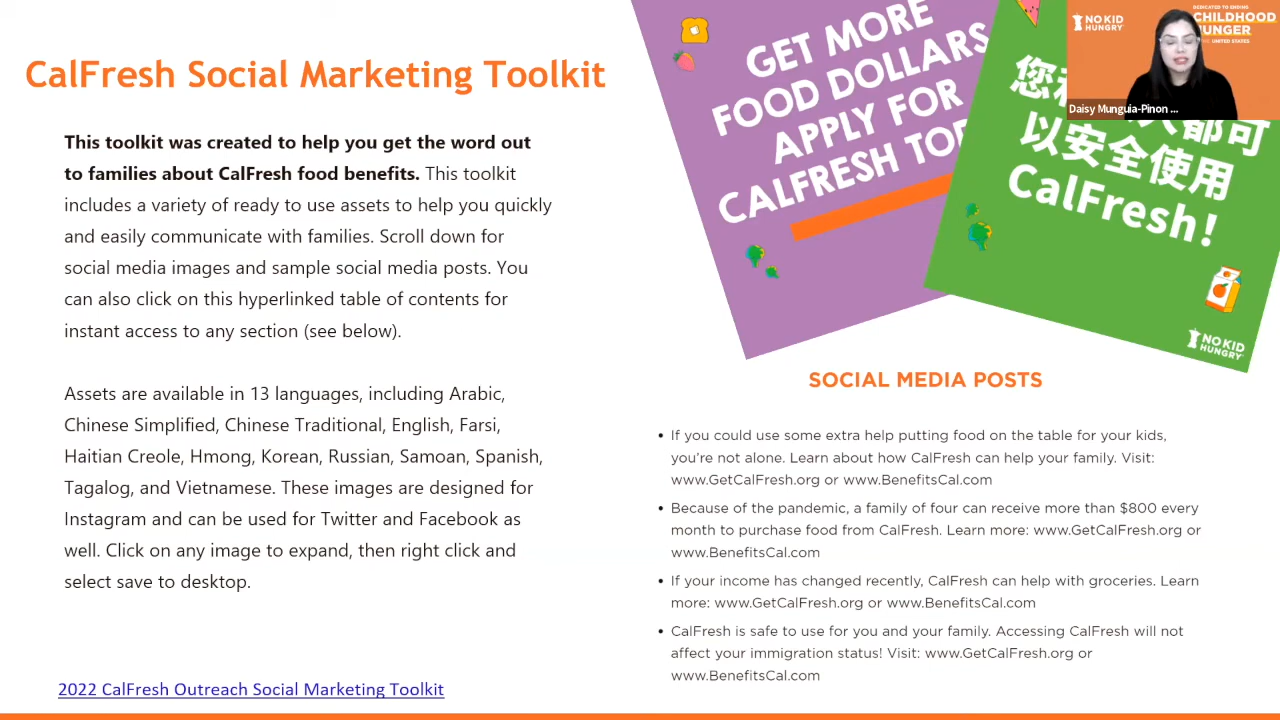 CalFresh Social Marketing Toolkit
This toolkit was created to help you get the word out
to families about CalFresh food benefits. This toolkit
includes a variety of ready to use assets to help you quickly
and easily communicate with families. Scroll down for
social media images and sample social media posts. You
can also click on this hyperlinked table of contents for
instant access to any section (see below).
Assets are available in 13 languages, including Arabic,
Chinese Simplified, Chinese Traditional, English, Farsi,
Haitian Creole, Hmong, Korean, Russian, Samoan, Spanish,
Tagalog, and Vietnamese. These images are designed for
Instagram and can be used for Twitter and Facebook as
well. Click on any image to expand, then right click and
select save to desktop.
2022 CalFresh Outreach Social Marketing Toolkit
GET MORE
FOOD DOLLARS
APPLY FOR
CALFRESH
您
都可
以安全使用
CalFresh!
NO KID
HUNGRY
NO KID
HUNGRY
DEDICATED TO ENDING
CHILDHOOD
UNITED STATES
Daisy Munguia-Pinon ...
SOCIAL MEDIA POSTS
• If you could use some extra help putting food on the table for your kids,
you're not alone. Learn about how CalFresh can help your family. Visit:
www.GetCalFresh.org or www.BenefitsCal.com
• Because of the pandemic, a family of four can receive more than $800 every
month to purchase food from CalFresh. Learn more: www.GetCalFresh.org or
www.BenefitsCal.com
• If your income has changed recently, CalFresh can help with groceries. Learn
more: www.GetCalFresh.org or www.BenefitsCal.com
• CalFresh is safe to use for you and your family. Accessing CalFresh will not
affect your immigration status! Visit: www.GetCalFresh.org or
www.BenefitsCal.com